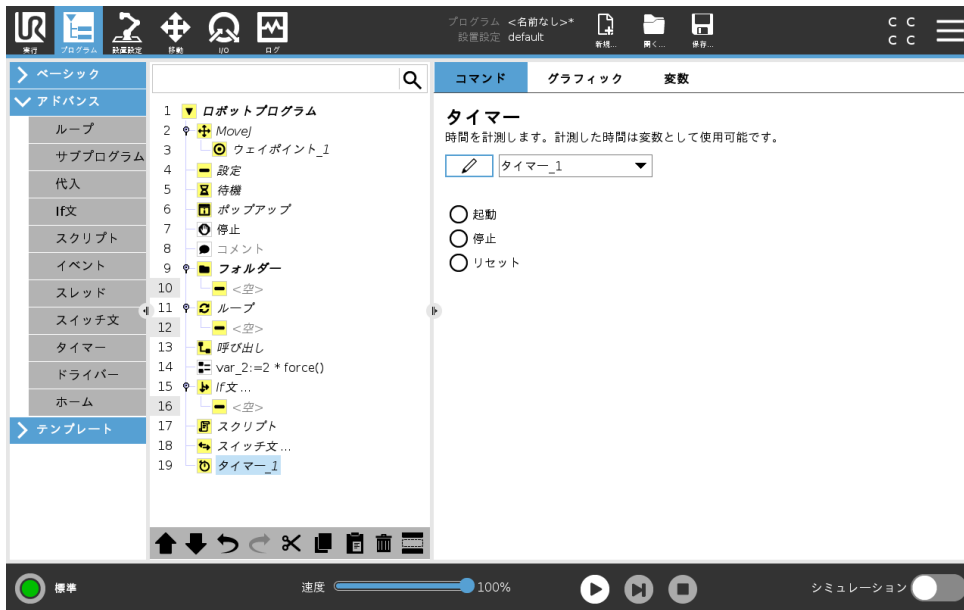 UR
実行
プログラム
設置設定
移動
I/O
ログ
プログラム <名前なし>*
設置設定 default
新規...
開く...
保存...
C C
C C
ベーシック
アドバンス
ループ
サブプログラム
代入
If文
スクリプト
イベント
スレッド
スイッチ文
タイマー
ドライバー
ホーム
テンプレート
1 ロボットプログラム
2 MoveJ
3 ウェイポイント_1
4 設定
5 待機
6 ポップアップ
7 停止
8 コメント
9 フォルダー
10 <空>
11 ループ
12 <空>
13 呼び出し
14 var_2:=2 * force()
15 If文 ...
16 <空>
17 スクリプト
18 スイッチ文 ...
19 タイマー_1
コマンド グラフィック 変数
タイマー
時間を計測します。計測した時間は変数として使用可能です。
タイマー_1
起動
停止
リセット
標準
速度 100%
シミュレーション